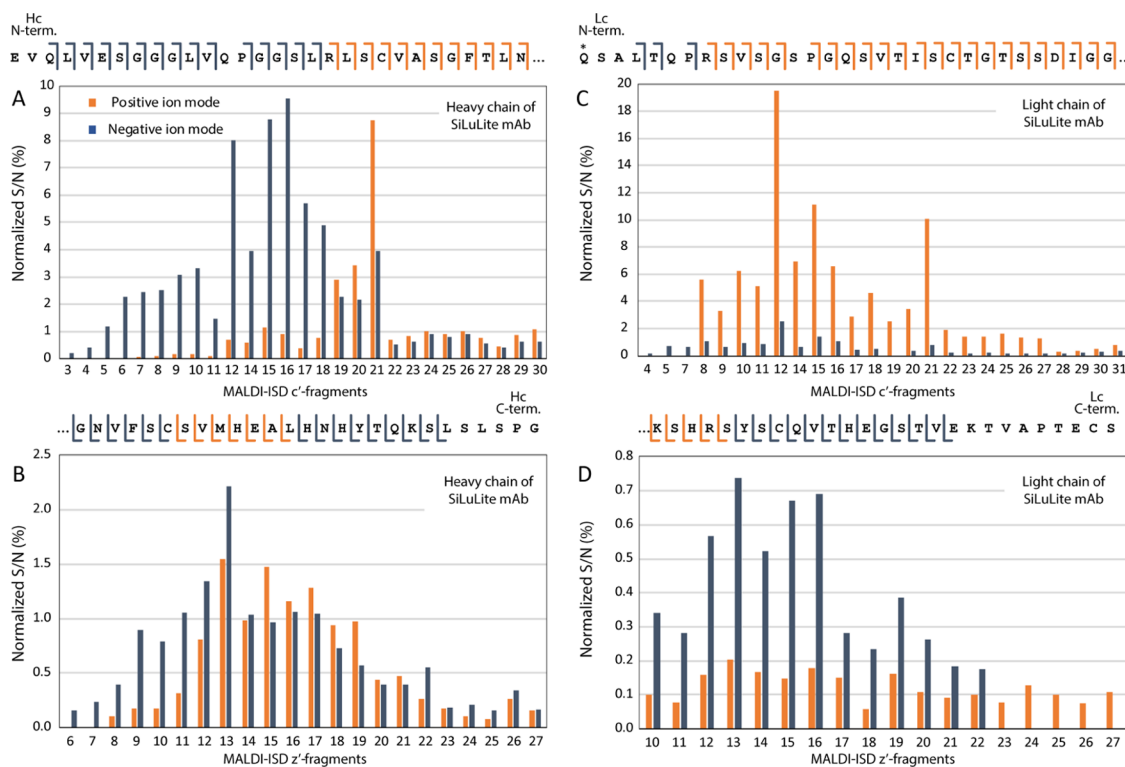 Hc
N-term.
E V Q L V E S G G G L V Q P G G S L R L S C V A S G F T L N ...
A
Normalized S/N (%)
10
9
8
7
6
5
4
3
2
1
0
Positive ion mode
Negative ion mode
Heavy chain of
SiLuLite mAb
3 4 5 6 7 8 9 10 11 12 14 15 16 17 18 19 20 21 22 23 24 25 26 27 28 29 30
MALDI-ISD c'-fragments
Lc
N-term.
*
Q S A L T Q P R S V S G S P G Q S V T I S C T G T S S D I G G ...
C
Normalized S/N (%)
20
18
16
14
12
10
8
6
4
2
0
Light chain of
SiLuLite mAb
4 5 7 8 9 10 11 12 14 15 16 17 18 19 20 21 22 23 24 25 26 27 28 29 30 31
MALDI-ISD c'-fragments
Hc
C-term.
...G N V F S C S V M H E A L H N H Y T Q K S L S L S P G
B
Normalized S/N (%)
2.5
2.0
1.5
1.0
0.5
0.0
Heavy chain of
SiLuLite mAb
6 7 8 9 10 11 12 13 14 15 16 17 18 19 20 21 22 23 24 25 26 27
MALDI-ISD z'-fragments
Lc
C-term.
...K S H R S Y S C Q V T H E G S T V E K T V A P T E C S
D
Normalized S/N (%)
0.8
0.7
0.6
0.5
0.4
0.3
0.2
0.1
0.0
Light chain of
SiLuLite mAb
10 11 12 13 14 15 16 17 18 19 20 21 22 23 24 25 26 27
MALDI-ISD z'-fragments